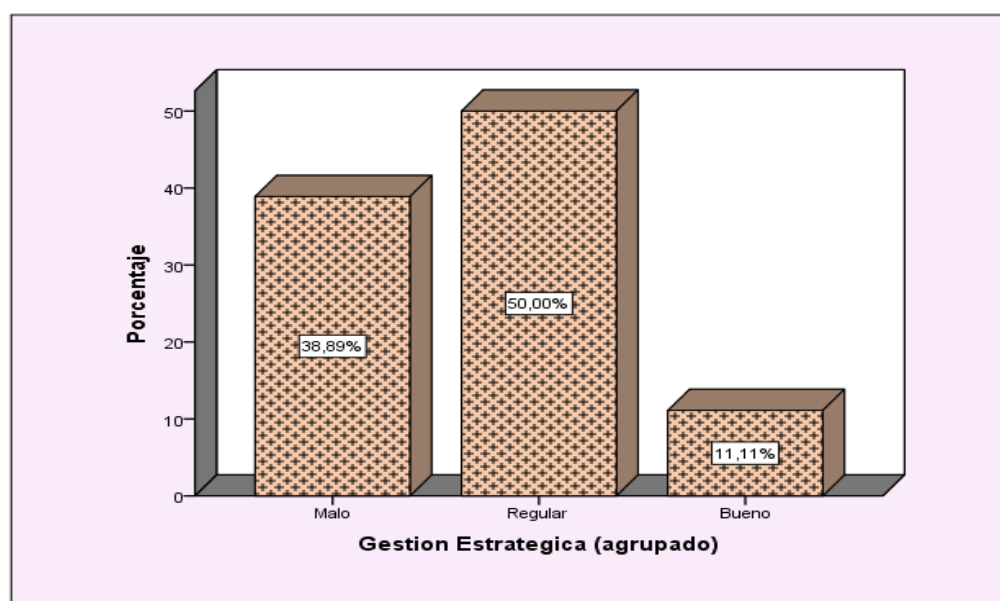 Porcentaje
50
40
30
20
10
0
38,89%
50,00%
11,11%
Malo
Regular
Bueno
Gestion Estrategica (agrupado)